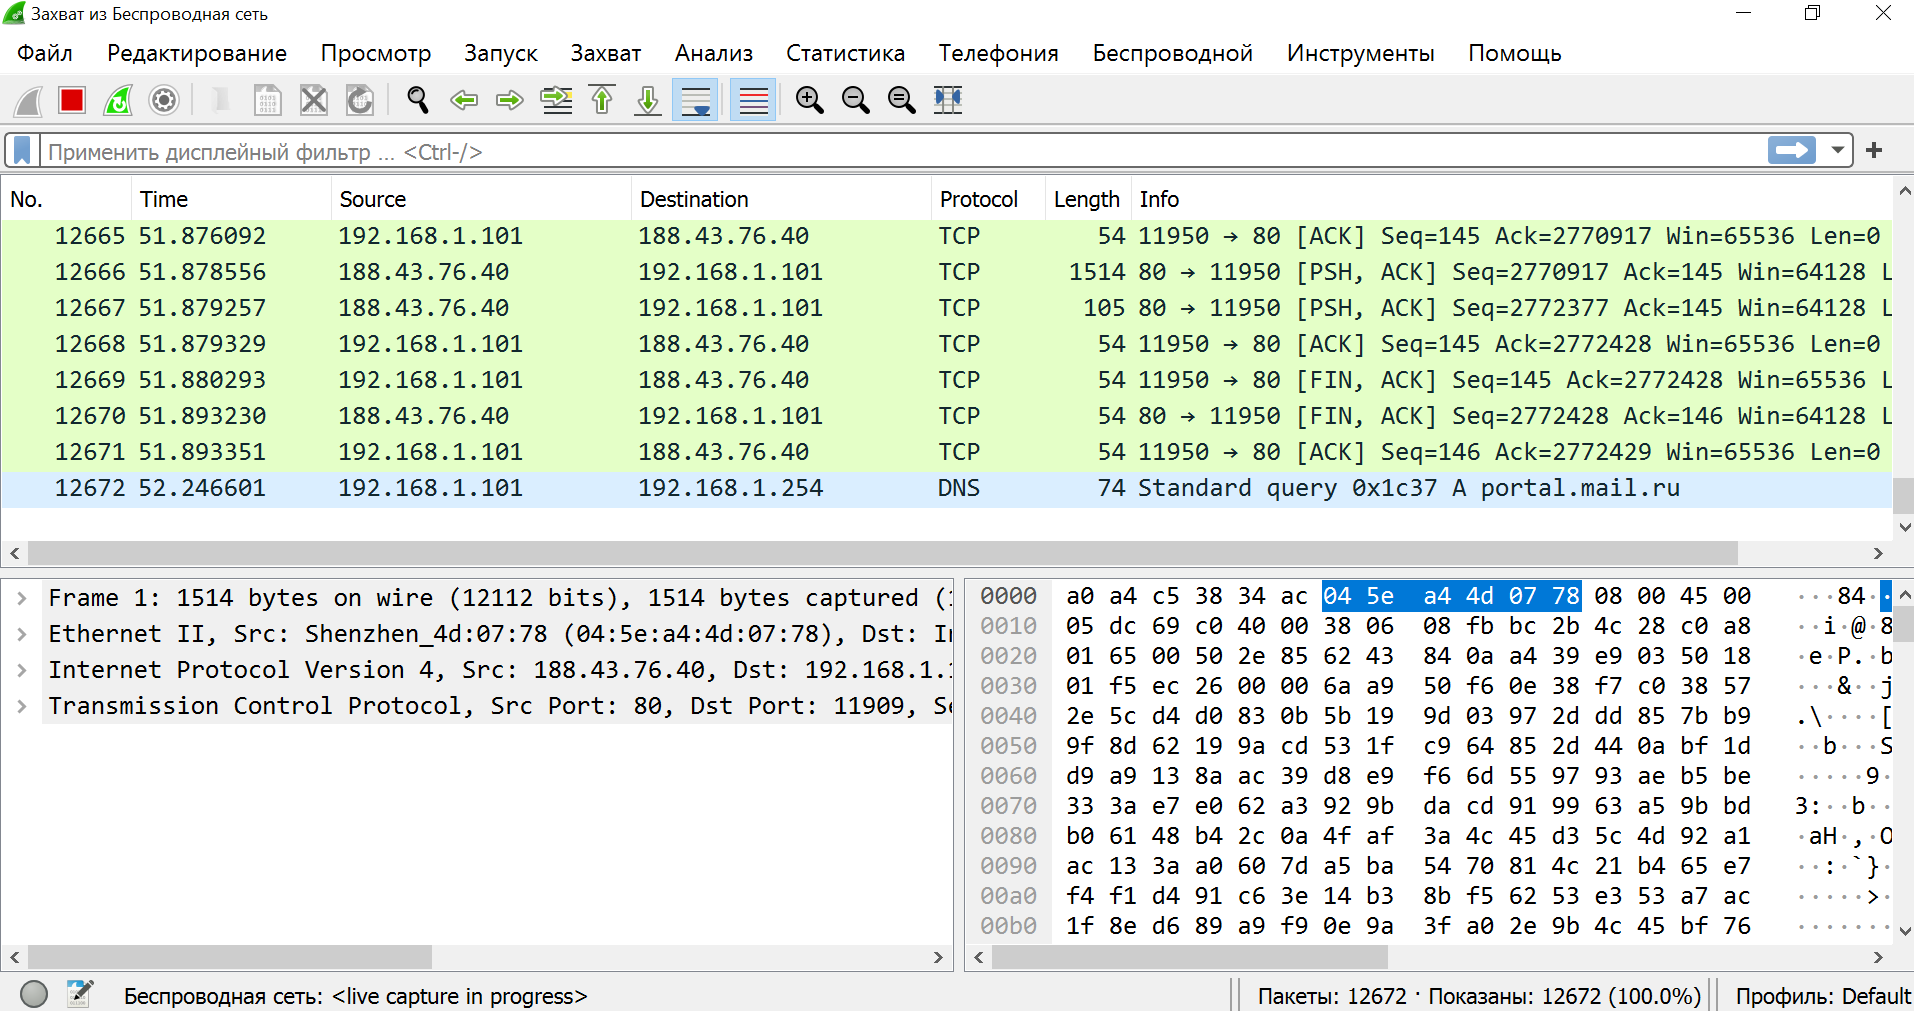 Захват из Беспроводная сеть
Файл Редактирование Просмотр Запуск Захват Анализ Статистика Телефония Беспроводной Инструменты Помощь
Применить дисплейный фильтр ... <Ctrl-/>
No. Time Source Destination Protocol Length Info
12665 51.876092 192.168.1.101 188.43.76.40 TCP 54 11950 → 80 [ACK] Seq=145 Ack=2770917 Win=65536 Len=0
12666 51.878556 188.43.76.40 192.168.1.101 TCP 1514 80 → 11950 [PSH, ACK] Seq=2770917 Ack=145 Win=64128 L
12667 51.879257 188.43.76.40 192.168.1.101 TCP 105 80 → 11950 [PSH, ACK] Seq=2772377 Ack=145 Win=64128 L
12668 51.879329 192.168.1.101 188.43.76.40 TCP 54 11950 → 80 [ACK] Seq=145 Ack=2772428 Win=65536 Len=0
12669 51.880293 192.168.1.101 188.43.76.40 TCP 54 11950 → 80 [FIN, ACK] Seq=145 Ack=2772428 Win=65536 L
12670 51.893230 188.43.76.40 192.168.1.101 TCP 54 80 → 11950 [FIN, ACK] Seq=2772428 Ack=146 Win=64128 L
12671 51.893351 192.168.1.101 188.43.76.40 TCP 54 11950 → 80 [ACK] Seq=146 Ack=2772429 Win=65536 Len=0
12672 52.246601 192.168.1.101 192.168.1.254 DNS 74 Standard query 0x1c37 A portal.mail.ru
Frame 1: 1514 bytes on wire (12112 bits), 1514 bytes captured (
Ethernet II, Src: Shenzhen_4d:07:78 (04:5e:a4:4d:07:78), Dst: I
Internet Protocol Version 4, Src: 188.43.76.40, Dst: 192.168.1.
Transmission Control Protocol, Src Port: 80, Dst Port: 11909, S
0000 a0 a4 c5 38 34 ac 04 5e a4 4d 07 78 08 00 45 00 ···84··
0010 05 dc 69 c0 40 00 38 06 08 fb bc 2b 4c 28 c0 a8 ··i·@·8
0020 01 65 00 50 2e 85 62 43 84 0a a4 39 e9 03 50 18 ·e·P.·b
0030 01 f5 ec 26 00 00 6a a9 50 f6 0e 38 f7 c0 38 57 ···&··j
0040 2e 5c d4 d0 83 0b 5b 19 9d 03 97 2d dd 85 7b b9 .\····[
0050 9f 8d 62 19 9a cd 53 1f c9 64 85 2d 44 0a bf 1d ··b···S
0060 d9 a9 13 8a ac 39 d8 e9 f6 6d 55 97 93 ae b5 be ·····9·
0070 33 3a e7 e0 62 a3 92 9b da cd 91 99 63 a5 9b bd 3:··b··
0080 b0 61 48 b4 2c 0a 4f af 3a 4c 45 d3 5c 4d 92 a1 ·aH·,·O
0090 ac 13 3a a0 60 7d a5 ba 54 70 81 4c 21 b4 65 e7 ··:·`}·
00a0 f4 f1 d4 91 c6 3e 14 b3 8b f5 62 53 e3 53 a7 ac ·····>·
00b0 1f 8e d6 89 a9 f9 0e 9a 3f a0 2e 9b 4c 45 bf 76 ·······
Беспроводная сеть: <live capture in progress> Пакеты: 12672 · Показаны: 12672 (100.0%) Профиль: Default